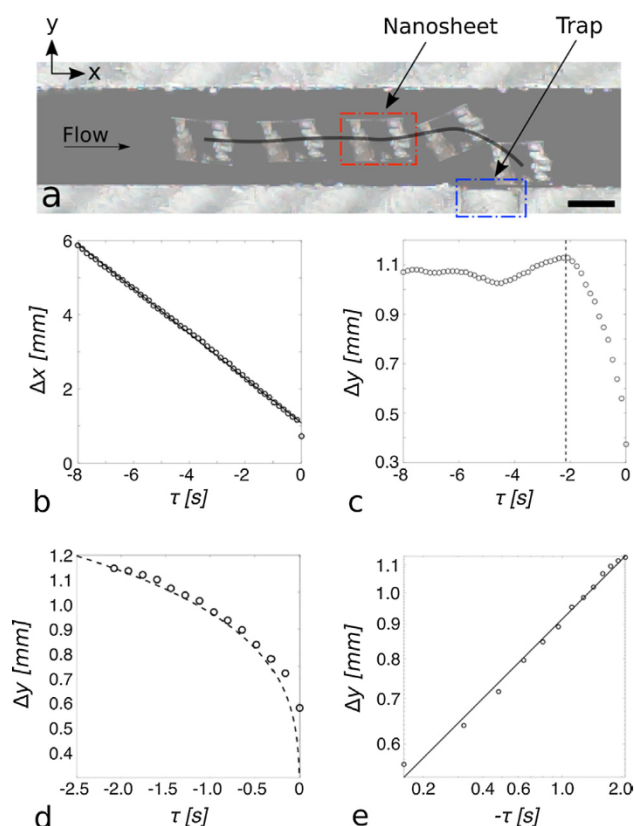 Nanosheet
Trap
y
x
Flow
a
6
4
2
0
-8
-6
-4
-2
0
Δx [mm]
τ [s]
b
1.1
0.9
0.7
0.5
0.3
-8
-6
-4
-2
0
Δy [mm]
τ [s]
c
1.2
1.1
1.0
0.9
0.8
0.7
0.6
0.5
0.4
-2.5
-2.0
-1.5
-1.0
-0.5
0
Δy [mm]
τ [s]
d
1.1
1.0
0.9
0.8
0.7
0.6
0.2
0.4
0.6
1.0
2.0
Δy [mm]
-τ [s]
e